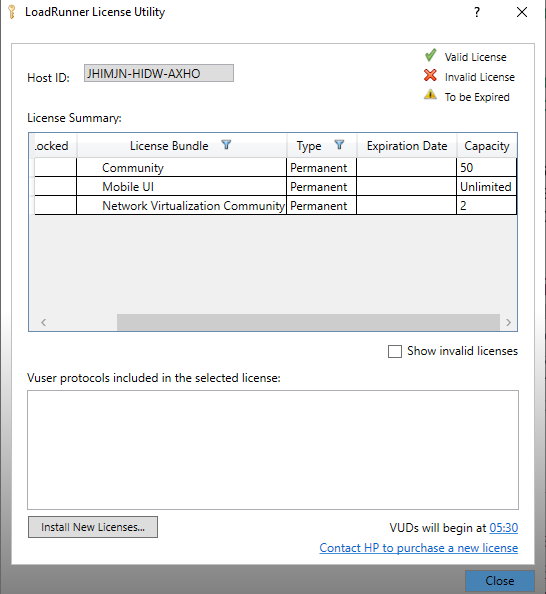 LoadRunner License Utility
?
Host ID: JHIMJN-HIDW-AXHO
Valid License
Invalid License
To be Expired
License Summary:
.ocked License Bundle Type Expiration Date Capacity
Community Permanent 50
Mobile UI Permanent Unlimited
Network Virtualization Community Permanent 2
Show invalid licenses
Vuser protocols included in the selected license:
Install New Licenses...
VUDs will begin at 05:30
Contact HP to purchase a new license
Close